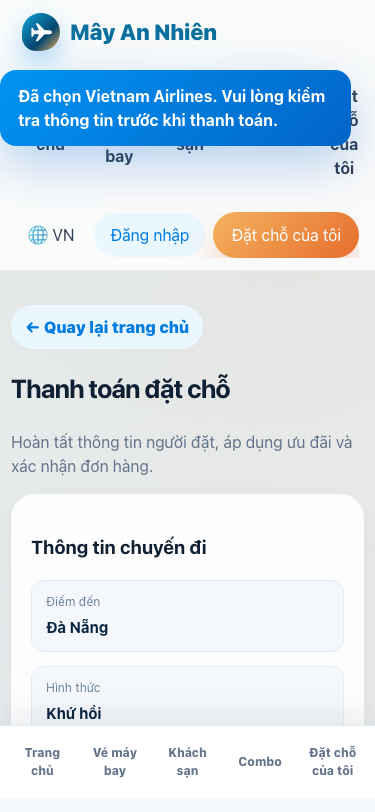 Mây An Nhiên
Đã chọn Vietnam Airlines. Vui lòng kiểm
tra thông tin trước khi thanh toán.
của
bay
tôi
VN
Đăng nhập
Đặt chỗ của tôi
← Quay lại trang chủ
Thanh toán đặt chỗ
Hoàn tất thông tin người đặt, áp dụng ưu đãi và
xác nhận đơn hàng.
Thông tin chuyến đi
Điểm đến
Đà Nẵng
Hình thức
Khứ hồi
Trang
chủ
Vé máy
bay
Khách
sạn
Combo
Đặt chỗ
của tôi